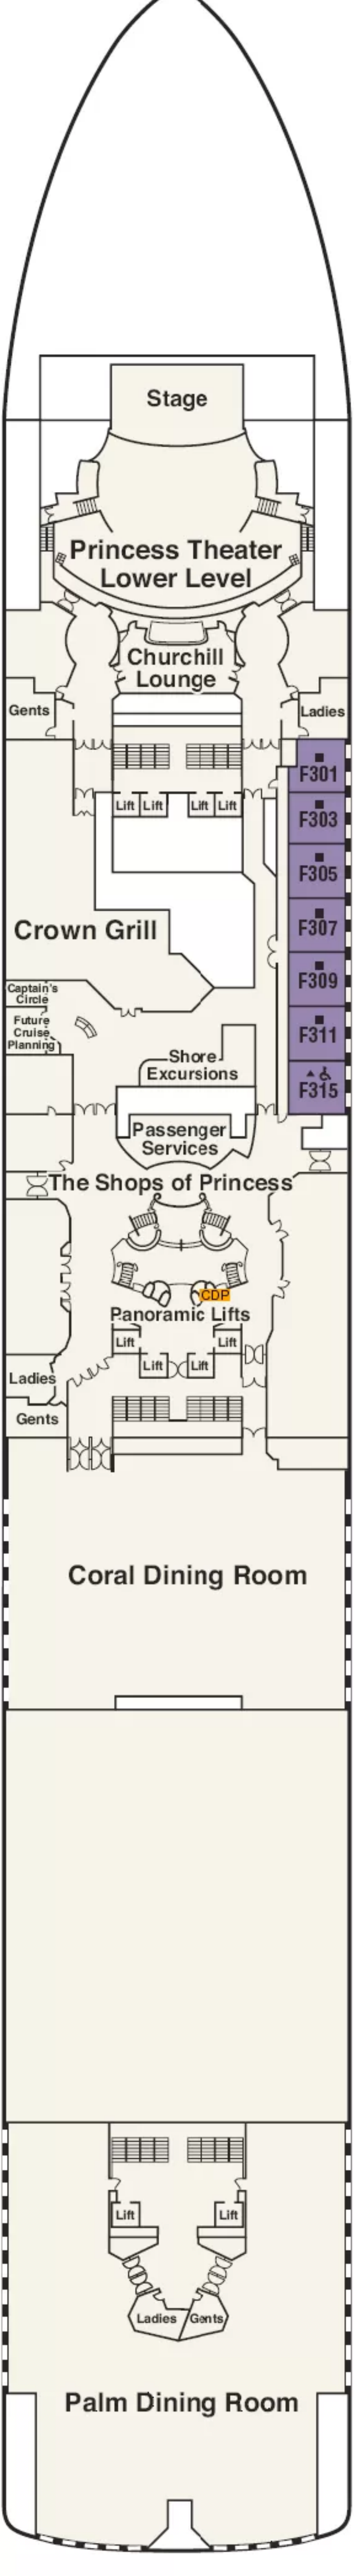 Stage
Princess Theater
Lower Level
Churchill
Lounge
Gents
Ladies
F301
Lift Lift Lift Lift
F303
F305
Crown Grill
F307
F309
Captain's
Circle
Future
Cruise
Planning
F311
Shore
Excursions
F315
Passenger
Services
The Shops of Princess
CDP
Panoramic Lifts
Lift Lift
Lift Lift
Ladies
Gents
Coral Dining Room
Lift Lift
Ladies Gents
Palm Dining Room